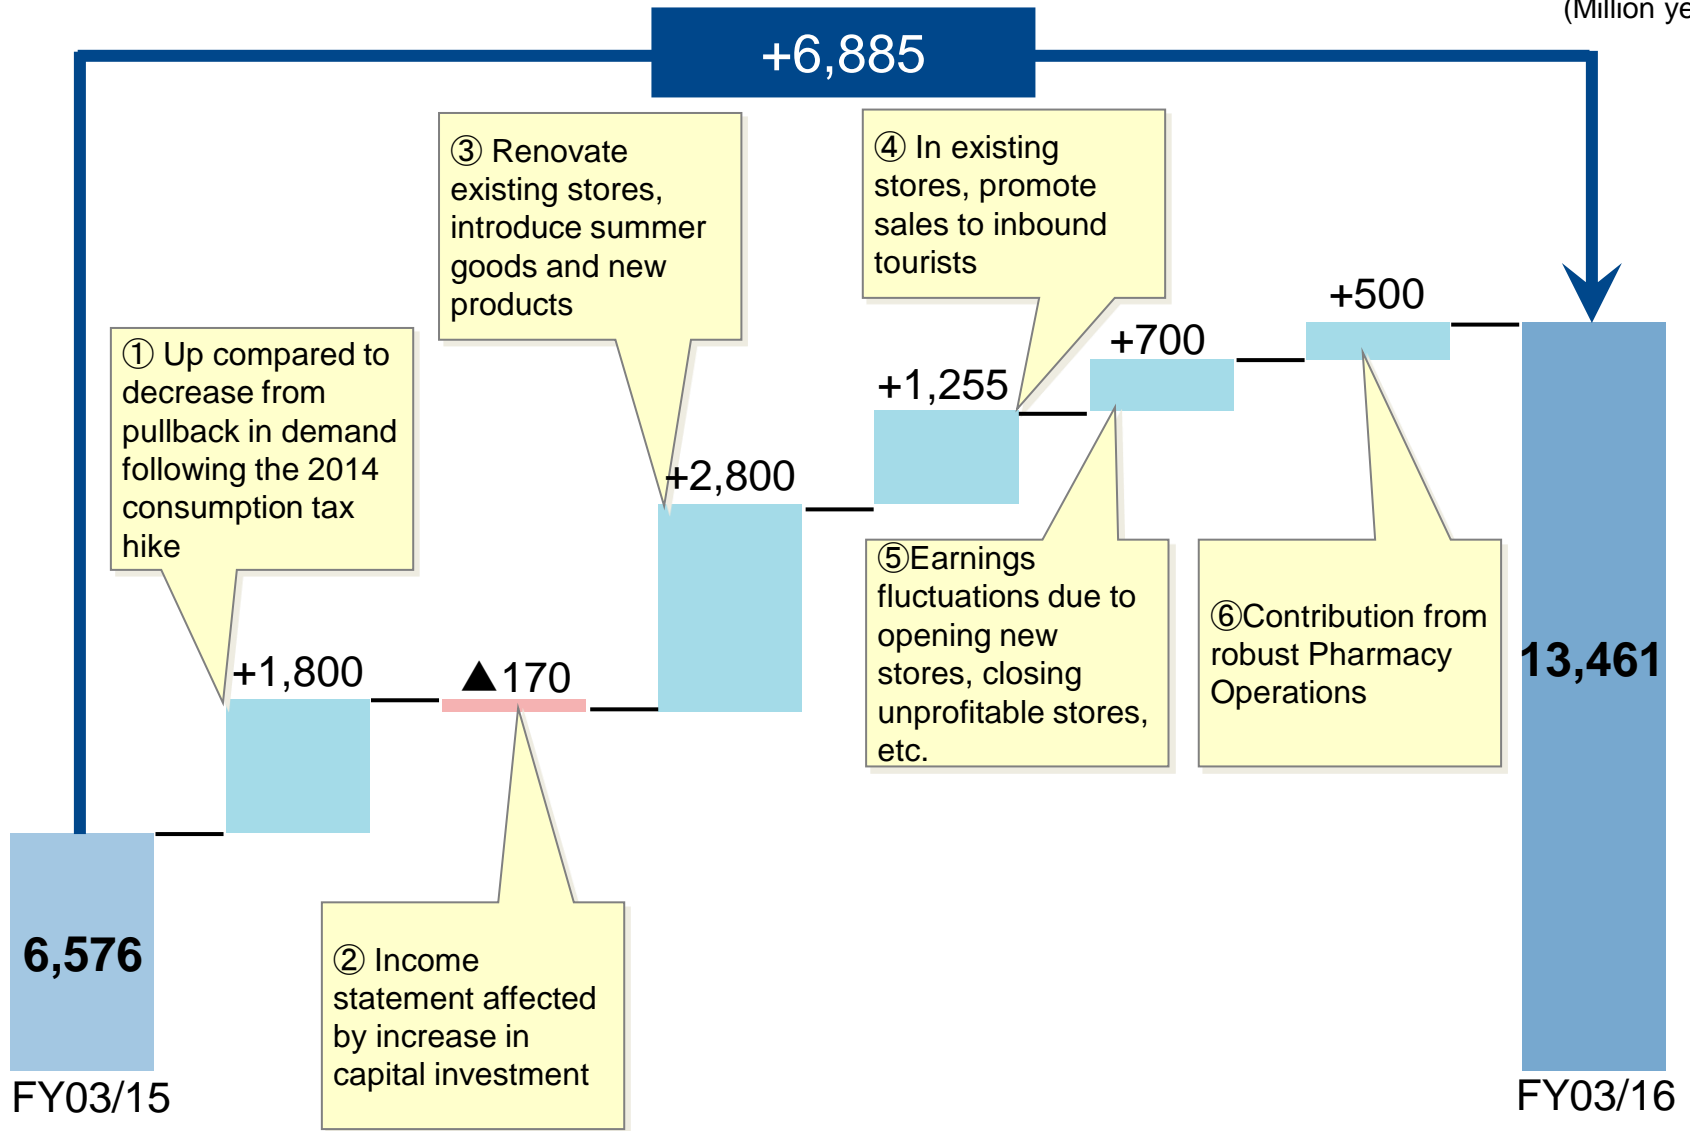 (Million ye
+6,885
③ Renovate
existing stores,
introduce summer
goods and new
products
④ In existing
stores, promote
sales to inbound
tourists
① Up compared to
decrease from
pullback in demand
following the 2014
consumption tax
hike
+1,800
▲170
+2,800
+1,255
+700
+500
② Income
statement affected
by increase in
capital investment
⑤Earnings
fluctuations due to
opening new
stores, closing
unprofitable stores,
etc.
⑥Contribution from
robust Pharmacy
Operations
6,576
13,461
FY03/15
FY03/16